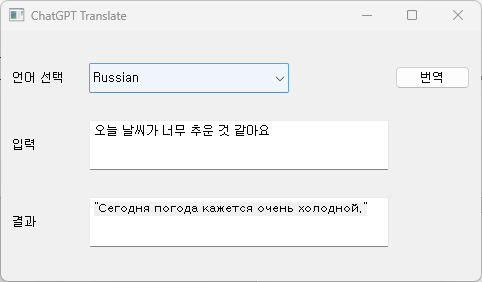 ChatGPT Translate
언어 선택
Russian
번역
입력
오늘 날씨가 너무 추운 것 같아요
결과
"Сегодня погода кажется очень холодной."